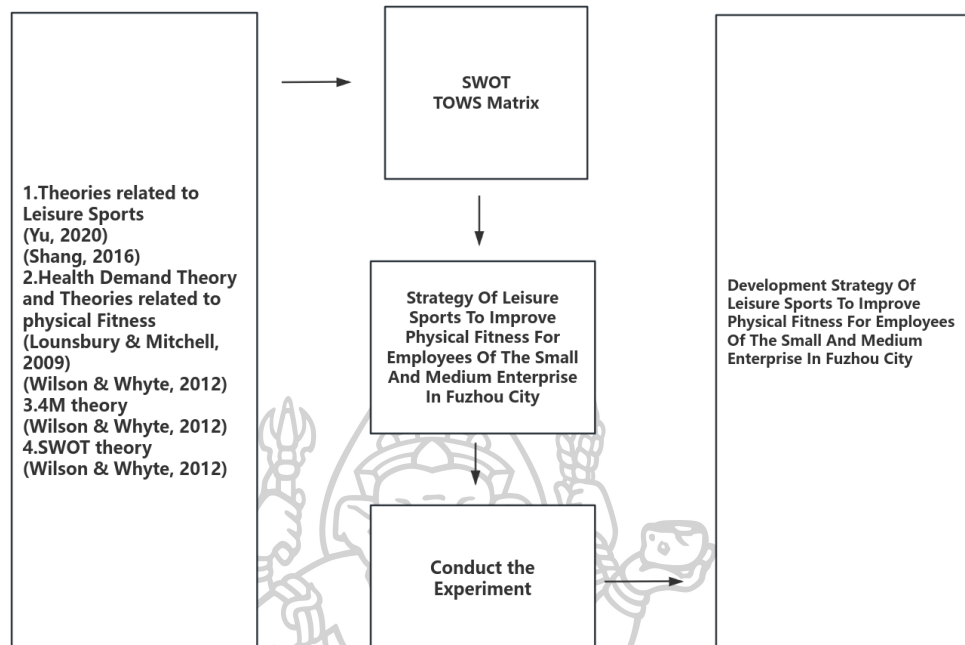 1.Theories related to
Leisure Sports
(Yu, 2020)
(Shang, 2016)
2.Health Demand Theory
and Theories related to
physical Fitness
(Lounsbury & Mitchell,
2009)
(Wilson & Whyte, 2012)
3.4M theory
(Wilson & Whyte, 2012)
4.SWOT theory
(Wilson & Whyte, 2012)
SWOT
TOWS Matrix
Strategy Of Leisure
Sports To Improve
Physical Fitness For
Employees Of The Small
And Medium Enterprise
In Fuzhou City
Conduct the
Experiment
Development Strategy Of
Leisure Sports To Improve
Physical Fitness For Employees
Of The Small And Medium
Enterprise In Fuzhou City